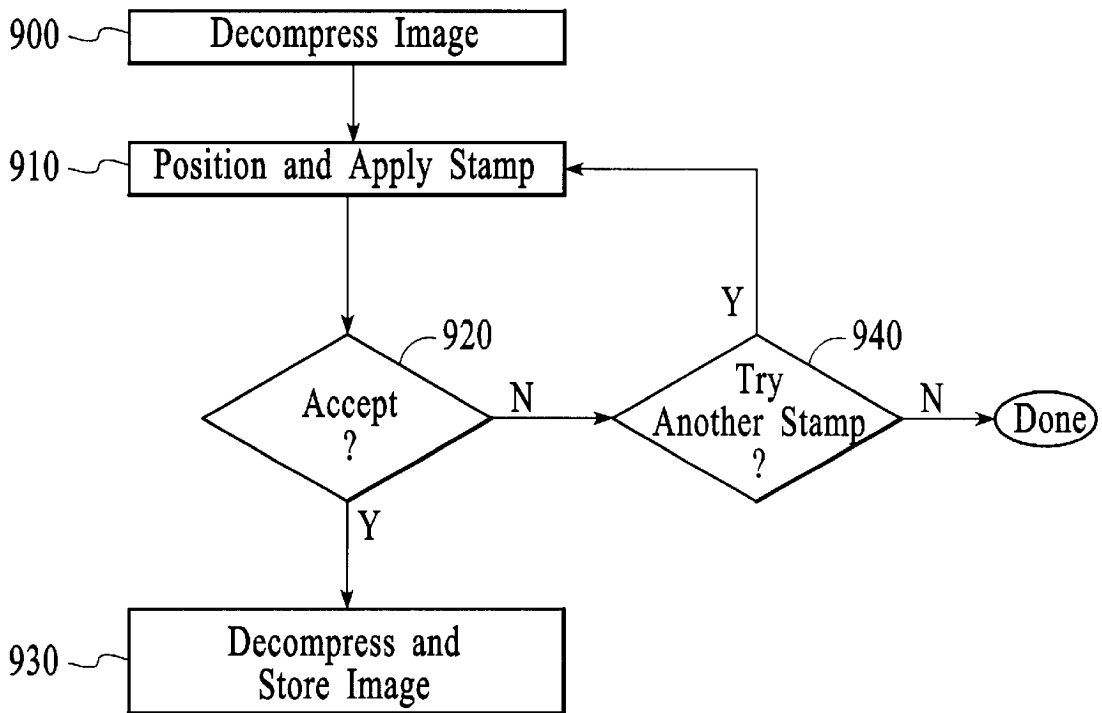 900
Decompress Image
910
Position and Apply Stamp
920
Accept
?
N
Y
940
Try
Another Stamp
?
Y
N
Done
930
Decompress and
Store Image